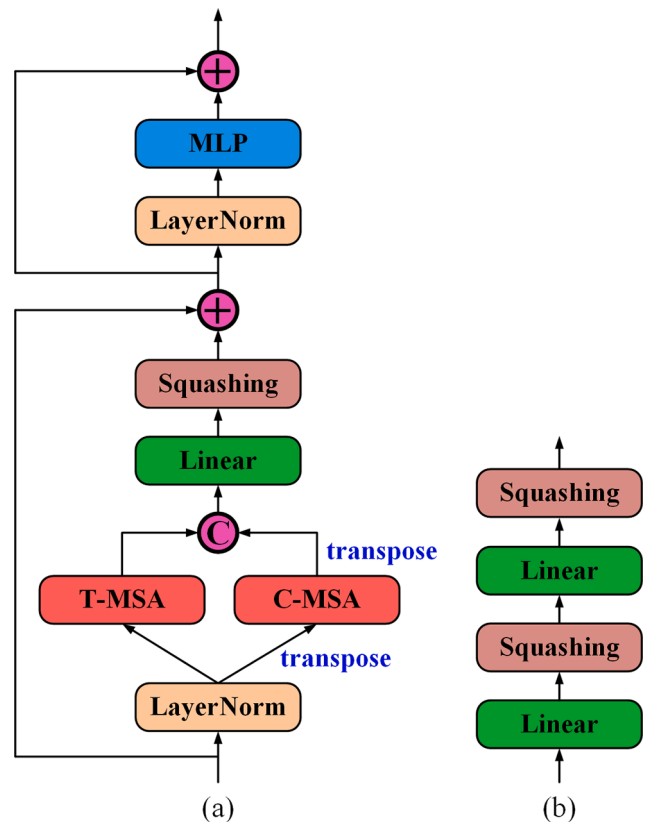 MLP
LayerNorm
Squashing
Linear
C
transpose
T-MSA
C-MSA
transpose
LayerNorm
(a)
Squashing
Linear
Squashing
Linear
(b)